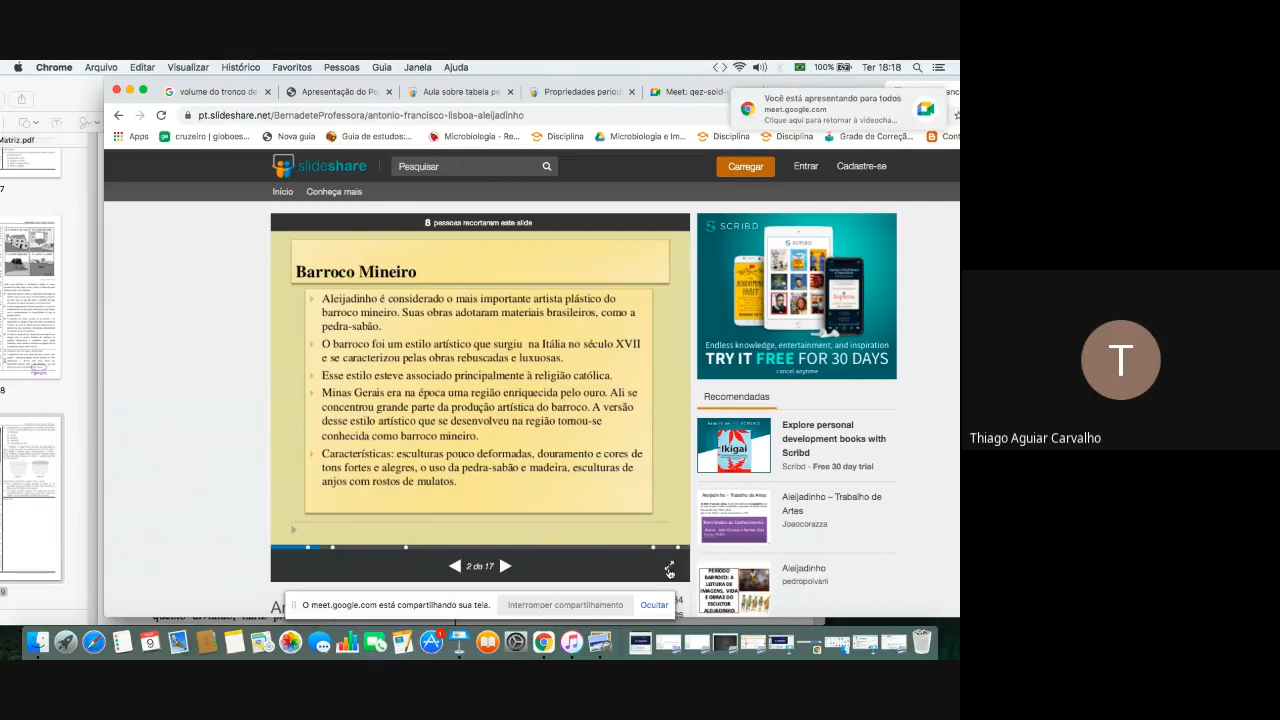 Chrome Arquivo Editar Visualizar Histórico Favoritos Pessoas Guia Janela Ajuda
100% Ter 16:18
Apresentação do Po
Aula sobre tabela pe
Propriedades period
Meet: qez-soid-
Você está apresentando para todos
meet.google.com
Clique aqui para retornar à videocha...
pt.slideshare.net/BernadeteProfessora/antonio-francisco-lisboa-aleijadinho
Apps cruzeiro | globoes... Nova guia Guia de estudos:... Microbiologia - Re... Disciplina Microbiologia e Im... Disciplina Disciplina Grade de Correçã...
slideshare
Pesquisar
Carregar
Entrar
Cadastre-se
Início Conheça mais
8 pessoas recortaram este slide
Barroco Mineiro
Aleijadinho é considerado o mais importante artista plástico do
barroco mineiro. Suas obras adotaram materiais brasileiros, como a
pedra-sabão.
O barroco foi um estilo artístico que surgiu na Itália no século XVII
e se caracterizou pelas obras rebuscadas e luxuosas.
Esse estilo esteve associado principalmente à religião católica.
Minas Gerais era na época uma região enriquecida pelo ouro. Ali se
concentrou grande parte da produção artística do barroco. A versão
desse estilo artístico que se desenvolveu na região tornou-se
conhecida como barroco mineiro.
Características: esculturas pouco deformadas, douramento e cores de
tons fortes e alegres, o uso da pedra-sabão e madeira, esculturas de
anjos com rostos de mulatos.
2 de 17
SCRIBD
Endless knowledge, entertainment, and inspiration
TRY IT FREE FOR 30 DAYS
cancel anytime
Recomendadas
Ikigai
Explore personal
development books with
Scribd
Scribd - Free 30 day trial
Aleijadinho – Trabalho de
Artes
Joaocorazza
Aleijadinho
pedropolvani
PERÍODO
BARROCO: A
LEITURA DE
IMAGENS, VIDA
E OBRAS DO
ESCULTOR
ALEIJADINHO
O meet.google.com está compartilhando sua tela.
Interromper compartilhamento
Ocultar
T
Thiago Aguiar Carvalho